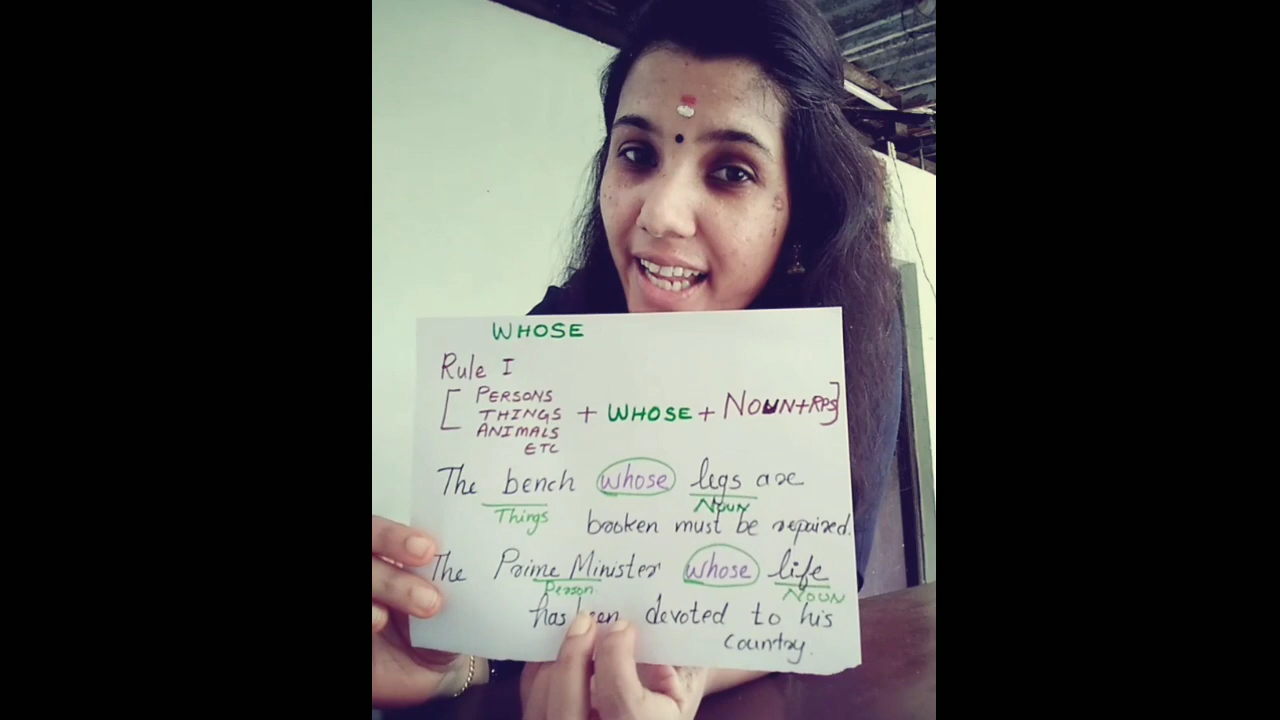 WHOSE
Rule I
[ PERSONS
THINGS
ANIMALS
ETC
+ WHOSE + NOUN+RPS]
The bench whose legs are
Things NOUN
broken must be repaired.
The Prime Minister whose life
Person NOUN
has been devoted to his
country.